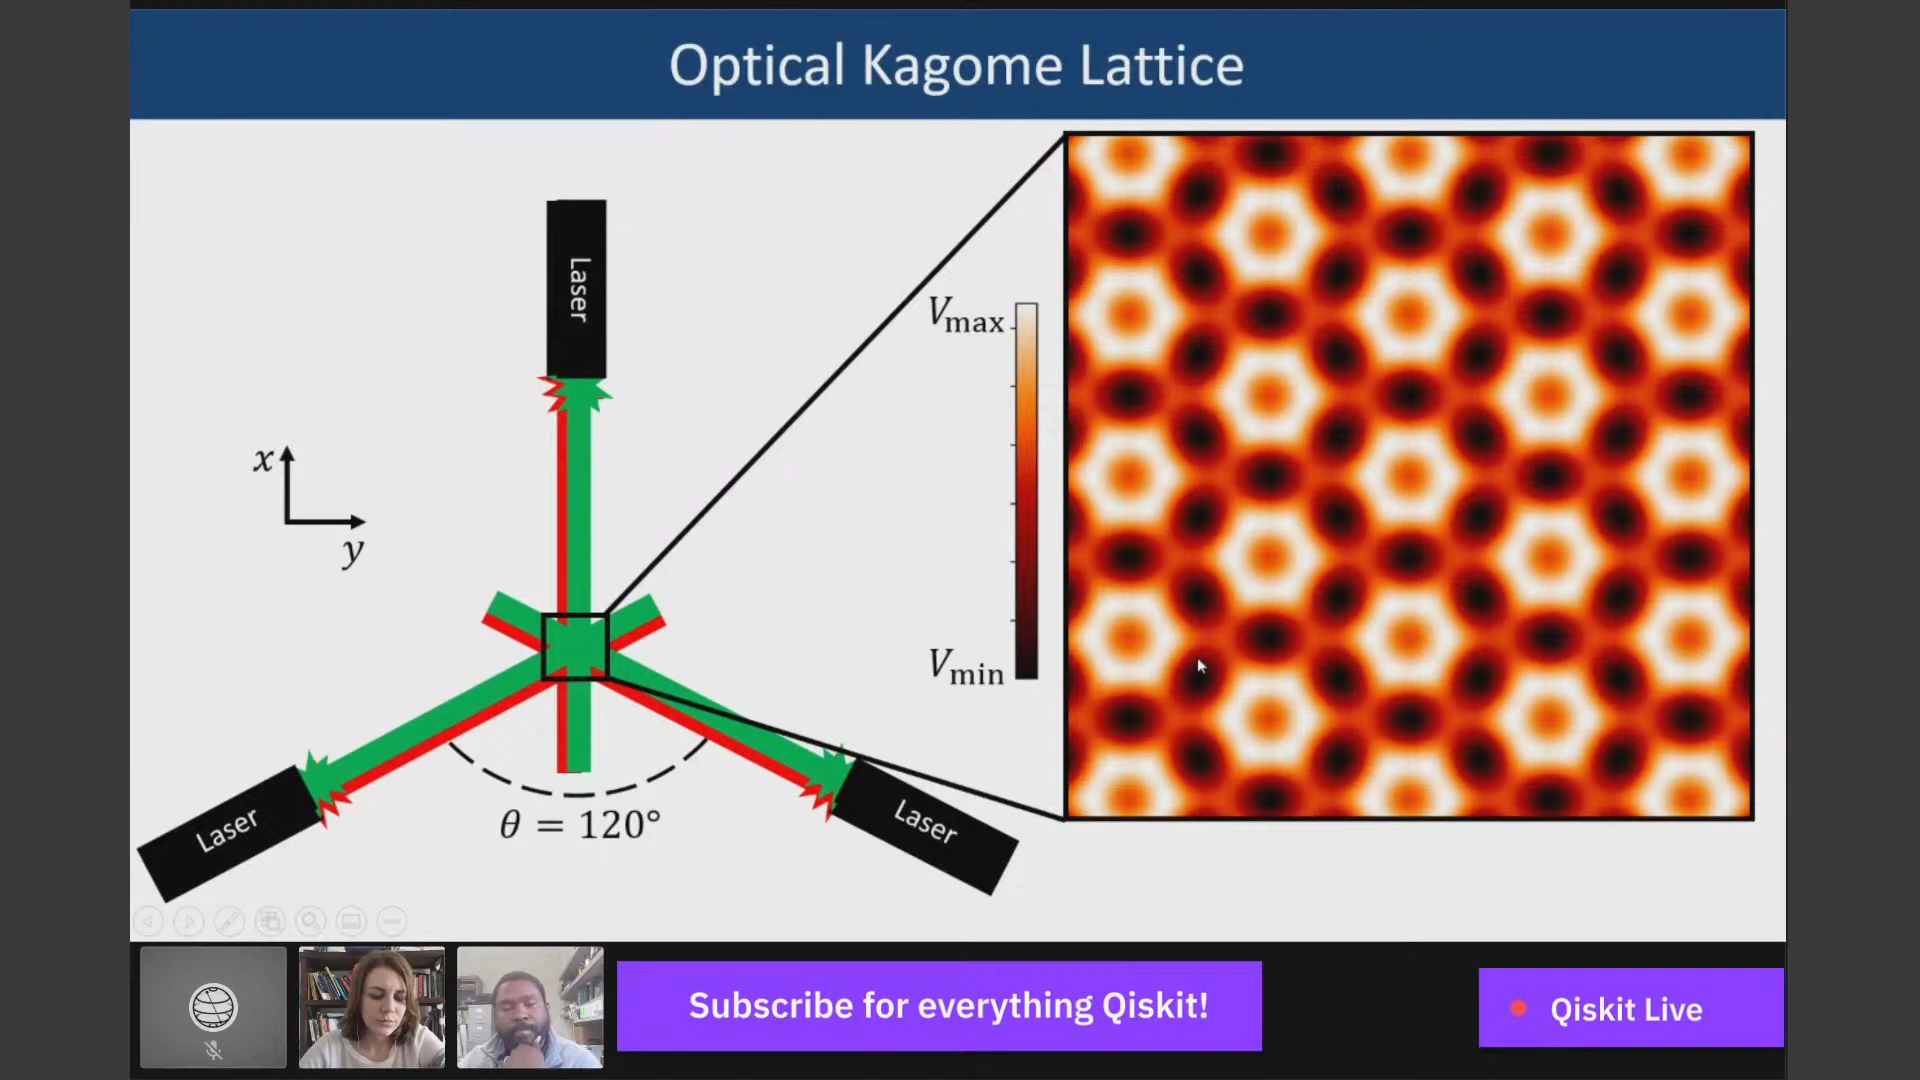 Optical Kagome Lattice
Laser
x
y
V_max
V_min
θ = 120°
Laser
Laser
Subscribe for everything Qiskit!
Qiskit Live